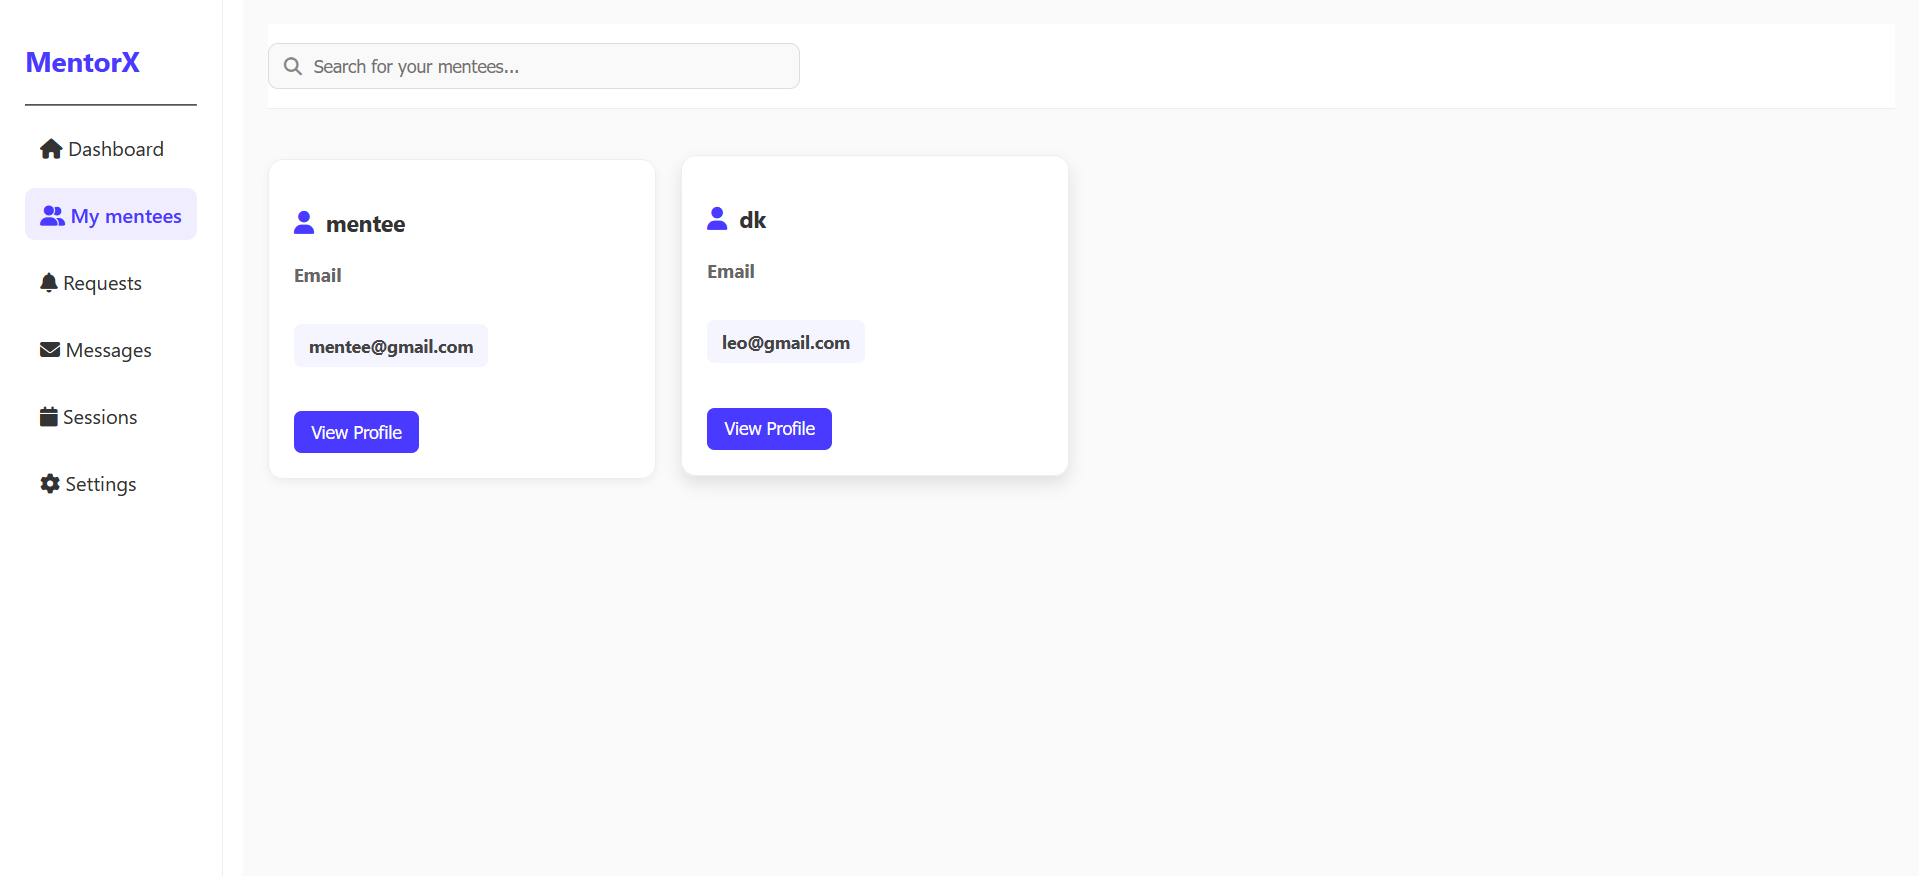 MentorX
Dashboard
My mentees
Requests
Messages
Sessions
Settings
Search for your mentees...
mentee
Email
mentee@gmail.com
View Profile
dk
Email
leo@gmail.com
View Profile